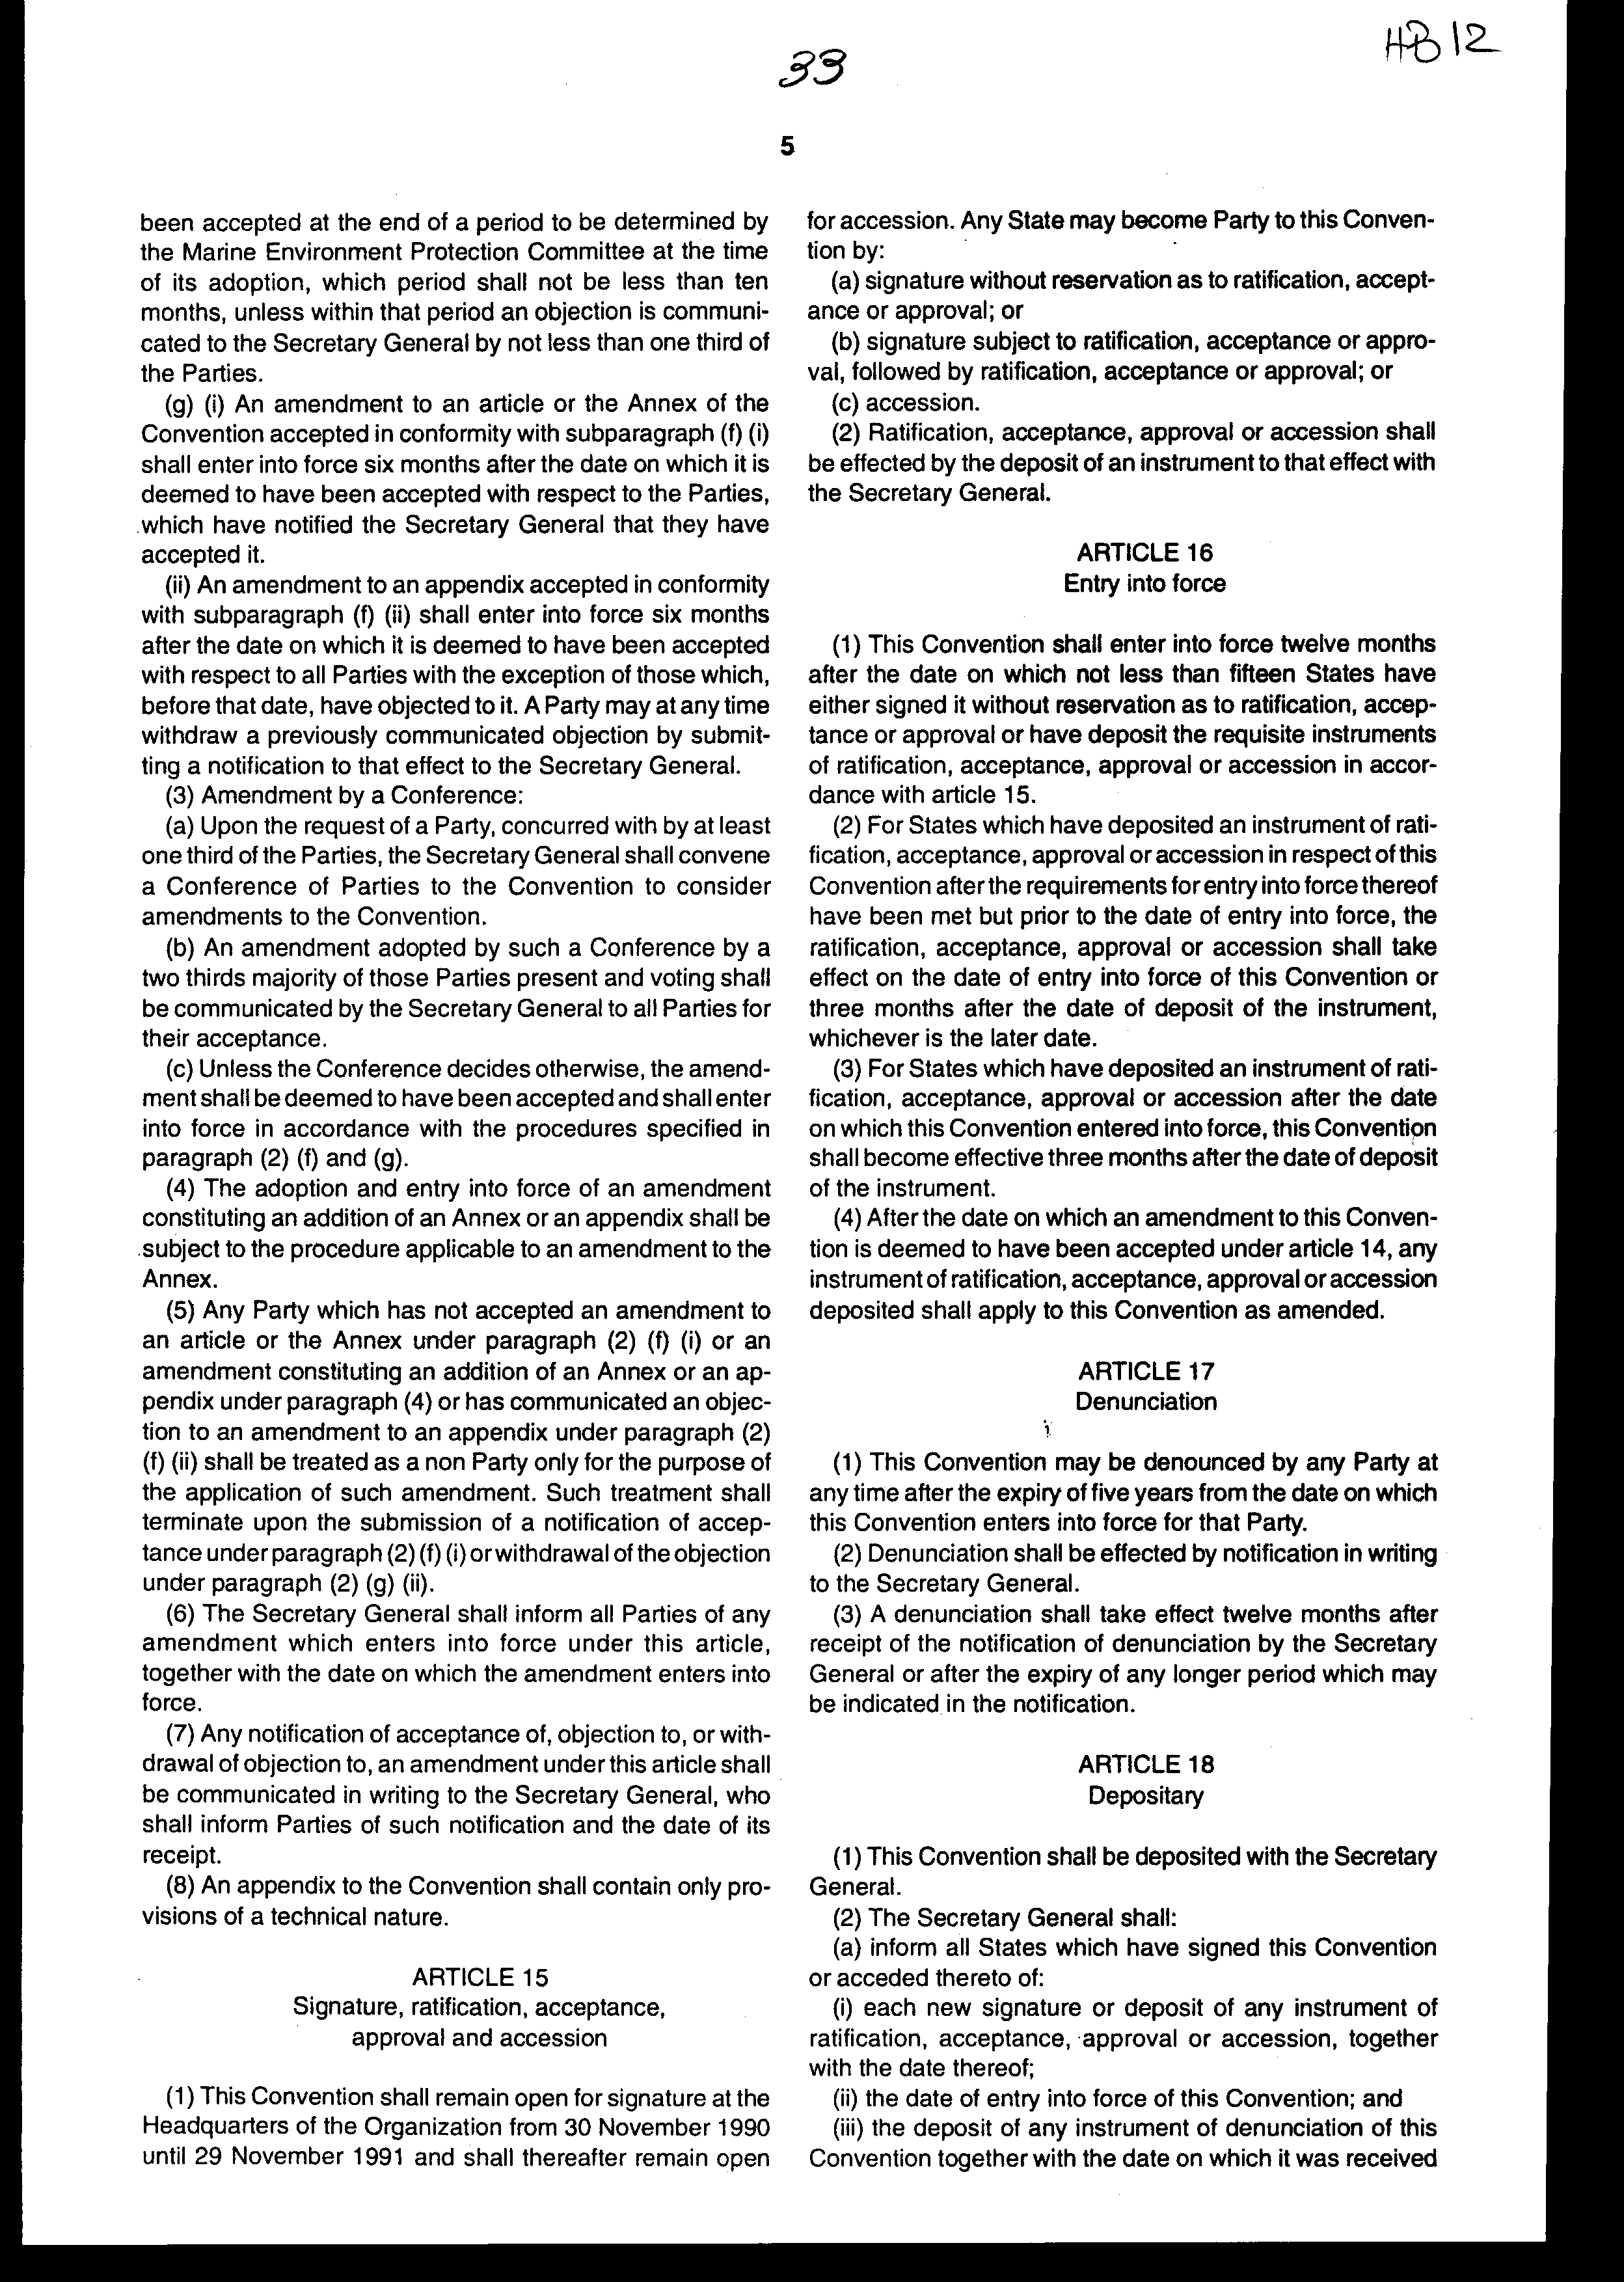 HB 12
33
5
been accepted at the end of a period to be determined by
the Marine Environment Protection Committee at the time
of its adoption, which period shall not be less than ten
months, unless within that period an objection is communi-
cated to the Secretary General by not less than one third of
the Parties.
(g) (i) An amendment to an article or the Annex of the
Convention accepted in conformity with subparagraph (f) (i)
shall enter into force six months after the date on which it is
deemed to have been accepted with respect to the Parties,
which have notified the Secretary General that they have
accepted it.
(ii) An amendment to an appendix accepted in conformity
with subparagraph (f) (ii) shall enter into force six months
after the date on which it is deemed to have been accepted
with respect to all Parties with the exception of those which,
before that date, have objected to it. A Party may at any time
withdraw a previously communicated objection by submit-
ting a notification to that effect to the Secretary General.
(3) Amendment by a Conference:
(a) Upon the request of a Party, concurred with by at least
one third of the Parties, the Secretary General shall convene
a Conference of Parties to the Convention to consider
amendments to the Convention.
(b) An amendment adopted by such a Conference by a
two thirds majority of those Parties present and voting shall
be communicated by the Secretary General to all Parties for
their acceptance.
(c) Unless the Conference decides otherwise, the amend-
ment shall be deemed to have been accepted and shall enter
into force in accordance with the procedures specified in
paragraph (2) (f) and (g).
(4) The adoption and entry into force of an amendment
constituting an addition of an Annex or an appendix shall be
subject to the procedure applicable to an amendment to the
Annex.
(5) Any Party which has not accepted an amendment to
an article or the Annex under paragraph (2) (f) (i) or an
amendment constituting an addition of an Annex or an ap-
pendix under paragraph (4) or has communicated an objec-
tion to an amendment to an appendix under paragraph (2)
(f) (ii) shall be treated as a non Party only for the purpose of
the application of such amendment. Such treatment shall
terminate upon the submission of a notification of accep-
tance under paragraph (2) (f) (i) or withdrawal of the objection
under paragraph (2) (g) (ii).
(6) The Secretary General shall inform all Parties of any
amendment which enters into force under this article,
together with the date on which the amendment enters into
force.
(7) Any notification of acceptance of, objection to, or with-
drawal of objection to, an amendment under this article shall
be communicated in writing to the Secretary General, who
shall inform Parties of such notification and the date of its
receipt.
(8) An appendix to the Convention shall contain only pro-
visions of a technical nature.
ARTICLE 15
Signature, ratification, acceptance,
approval and accession
(1) This Convention shall remain open for signature at the
Headquarters of the Organization from 30 November 1990
until 29 November 1991 and shall thereafter remain open
for accession. Any State may become Party to this Conven-
tion by:
(a) signature without reservation as to ratification, accept-
ance or approval; or
(b) signature subject to ratification, acceptance or appro-
val, followed by ratification, acceptance or approval; or
(c) accession.
(2) Ratification, acceptance, approval or accession shall
be effected by the deposit of an instrument to that effect with
the Secretary General.
ARTICLE 16
Entry into force
(1) This Convention shall enter into force twelve months
after the date on which not less than fifteen States have
either signed it without reservation as to ratification, accep-
tance or approval or have deposit the requisite instruments
of ratification, acceptance, approval or accession in accor-
dance with article 15.
(2) For States which have deposited an instrument of rati-
fication, acceptance, approval or accession in respect of this
Convention after the requirements for entry into force thereof
have been met but prior to the date of entry into force, the
ratification, acceptance, approval or accession shall take
effect on the date of entry into force of this Convention or
three months after the date of deposit of the instrument,
whichever is the later date.
(3) For States which have deposited an instrument of rati-
fication, acceptance, approval or accession after the date
on which this Convention entered into force, this Convention
shall become effective three months after the date of deposit
of the instrument.
(4) After the date on which an amendment to this Conven-
tion is deemed to have been accepted under article 14, any
instrument of ratification, acceptance, approval or accession
deposited shall apply to this Convention as amended.
ARTICLE 17
Denunciation
(1) This Convention may be denounced by any Party at
any time after the expiry of five years from the date on which
this Convention enters into force for that Party.
(2) Denunciation shall be effected by notification in writing
to the Secretary General.
(3) A denunciation shall take effect twelve months after
receipt of the notification of denunciation by the Secretary
General or after the expiry of any longer period which may
be indicated in the notification.
ARTICLE 18
Depositary
(1) This Convention shall be deposited with the Secretary
General.
(2) The Secretary General shall:
(a) inform all States which have signed this Convention
or acceded thereto of:
(i) each new signature or deposit of any instrument of
ratification, acceptance, approval or accession, together
with the date thereof;
(ii) the date of entry into force of this Convention; and
(iii) the deposit of any instrument of denunciation of this
Convention together with the date on which it was received